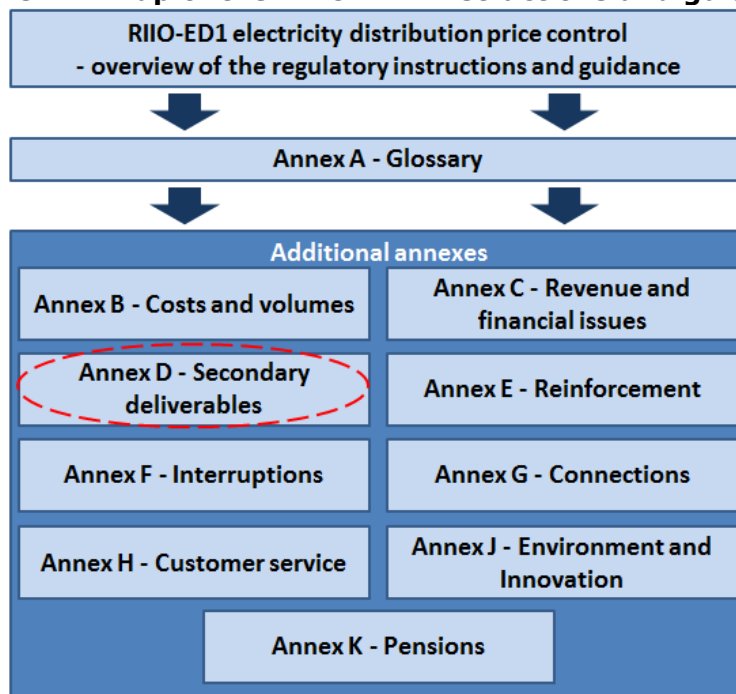 RIIO-ED1 electricity distribution price control
- overview of the regulatory instructions and guidance
Annex A - Glossary
Additional annexes
Annex B - Costs and volumes
Annex C - Revenue and
financial issues
Annex D - Secondary
deliverables
Annex E - Reinforcement
Annex F - Interruptions
Annex G - Connections
Annex H - Customer service
Annex J - Environment and
Innovation
Annex K - Pensions